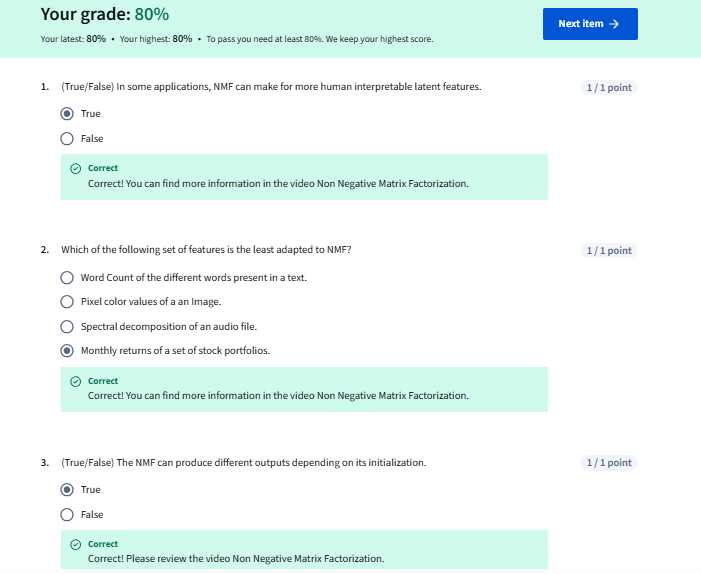 Your grade: 80%
Your latest: 80% • Your highest: 80% • To pass you need at least 80%. We keep your highest score.
Next item →
1. (True/False) In some applications, NMF can make for more human interpretable latent features.
1 / 1 point
True
False
Correct
Correct! You can find more information in the video Non Negative Matrix Factorization.
2. Which of the following set of features is the least adapted to NMF?
1 / 1 point
Word Count of the different words present in a text.
Pixel color values of a an Image.
Spectral decomposition of an audio file.
Monthly returns of a set of stock portfolios.
Correct
Correct! You can find more information in the video Non Negative Matrix Factorization.
3. (True/False) The NMF can produce different outputs depending on its initialization.
1 / 1 point
True
False
Correct
Correct! Please review the video Non Negative Matrix Factorization.